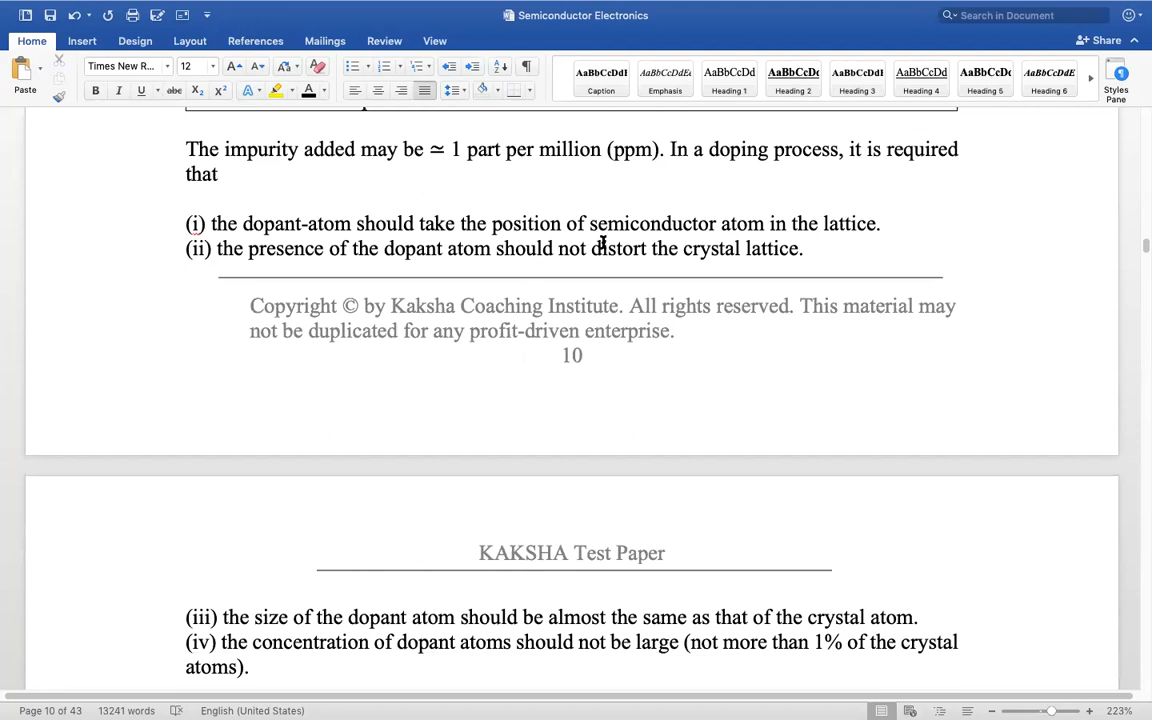 Semiconductor Electronics
Search in Document
Home Insert Design Layout References Mailings Review View
Share
Paste
Times New R... 12
AaBbCcDdI AaBbCcDdEe AaBbCcDd AaBbCcDc AaBbCcDdI AaBbCcDd AaBbCcDc AaBbCcDdE
Caption Emphasis Heading 1 Heading 2 Heading 3 Heading 4 Heading 5 Heading 6
Styles
Pane
The impurity added may be ≃ 1 part per million (ppm). In a doping process, it is required
that
(i) the dopant-atom should take the position of semiconductor atom in the lattice.
(ii) the presence of the dopant atom should not distort the crystal lattice.
Copyright © by Kaksha Coaching Institute. All rights reserved. This material may
not be duplicated for any profit-driven enterprise.
10
KAKSHA Test Paper
(iii) the size of the dopant atom should be almost the same as that of the crystal atom.
(iv) the concentration of dopant atoms should not be large (not more than 1% of the crystal
atoms).
Page 10 of 43 13241 words English (United States) 223%